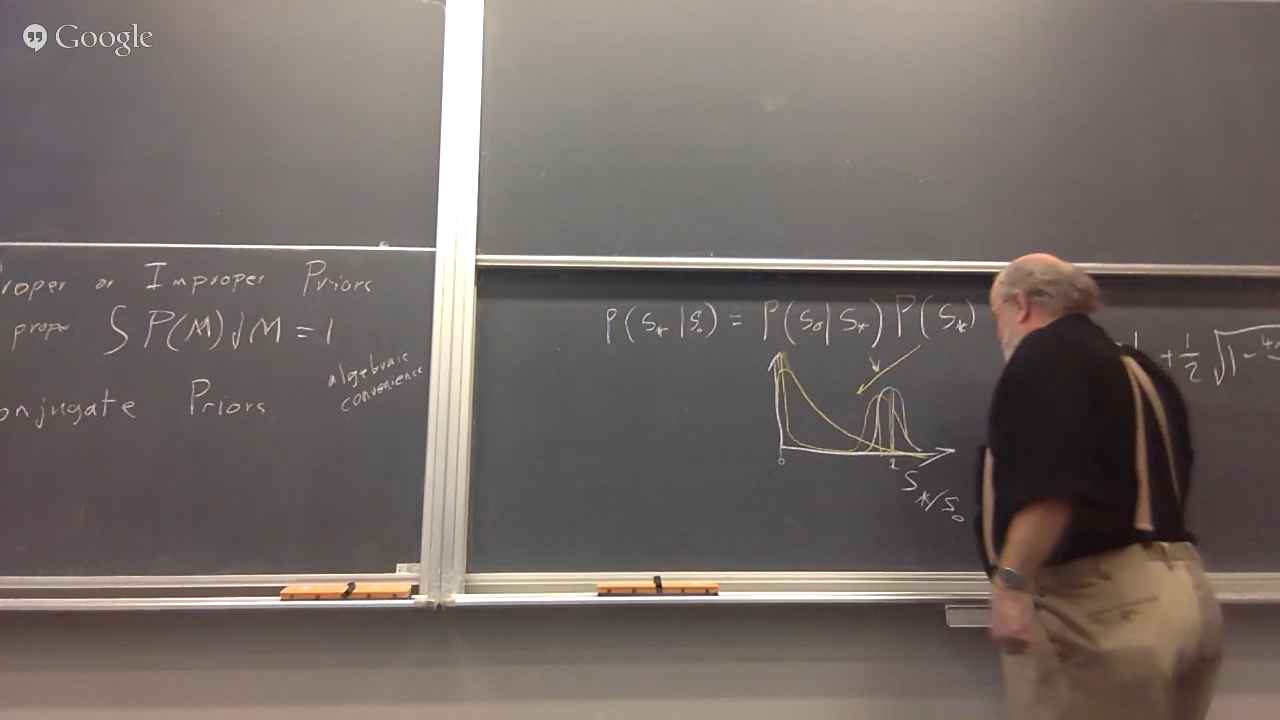 Google
roper or Improper Priors
proper ∫ P(M) dM = 1
algebraic
convenience
onjugate Priors
P(S* | S₀) = P(S₀ | S*) P(S*)
+ 1/2 √1 - 4
0
1
S*/S₀